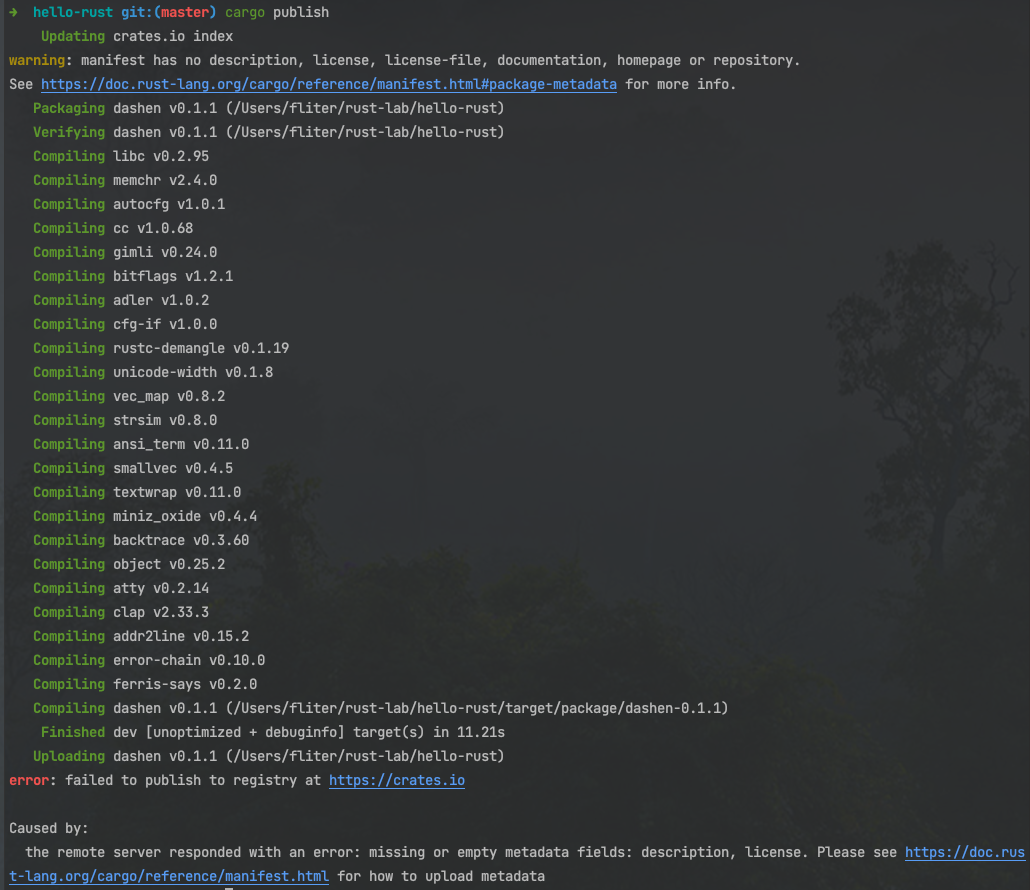 ➜ hello-rust git:(master) cargo publish
Updating crates.io index
warning: manifest has no description, license, license-file, documentation, homepage or repository.
See https://doc.rust-lang.org/cargo/reference/manifest.html#package-metadata for more info.
Packaging dashen v0.1.1 (/Users/fliter/rust-lab/hello-rust)
Verifying dashen v0.1.1 (/Users/fliter/rust-lab/hello-rust)
Compiling libc v0.2.95
Compiling memchr v2.4.0
Compiling autocfg v1.0.1
Compiling cc v1.0.68
Compiling gimli v0.24.0
Compiling bitflags v1.2.1
Compiling adler v1.0.2
Compiling cfg-if v1.0.0
Compiling rustc-demangle v0.1.19
Compiling unicode-width v0.1.8
Compiling vec_map v0.8.2
Compiling strsim v0.8.0
Compiling ansi_term v0.11.0
Compiling smallvec v0.4.5
Compiling textwrap v0.11.0
Compiling miniz_oxide v0.4.4
Compiling backtrace v0.3.60
Compiling object v0.25.2
Compiling atty v0.2.14
Compiling clap v2.33.3
Compiling addr2line v0.15.2
Compiling error-chain v0.10.0
Compiling ferris-says v0.2.0
Compiling dashen v0.1.1 (/Users/fliter/rust-lab/hello-rust/target/package/dashen-0.1.1)
Finished dev [unoptimized + debuginfo] target(s) in 11.21s
Uploading dashen v0.1.1 (/Users/fliter/rust-lab/hello-rust)
error: failed to publish to registry at https://crates.io
Caused by:
the remote server responded with an error: missing or empty metadata fields: description, license. Please see https://doc.rus
t-lang.org/cargo/reference/manifest.html for how to upload metadata